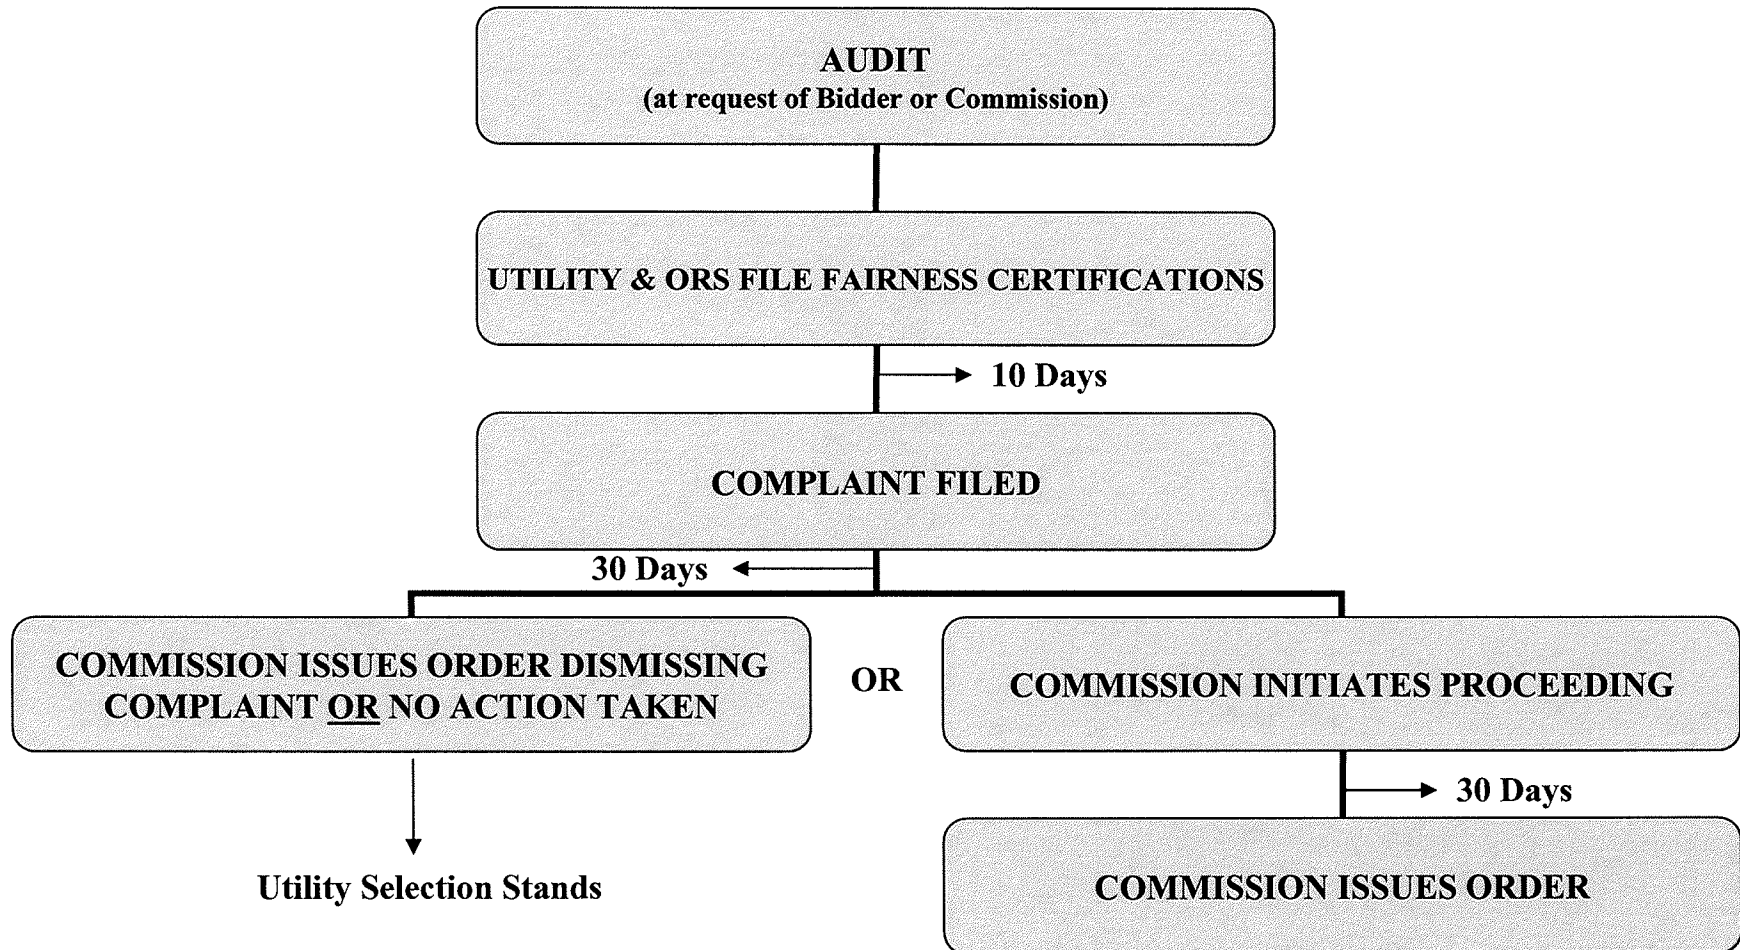 AUDIT
(at request of Bidder or Commission)
UTILITY & ORS FILE FAIRNESS CERTIFICATIONS
10 Days
COMPLAINT FILED
30 Days
COMMISSION ISSUES ORDER DISMISSING
COMPLAINT OR NO ACTION TAKEN
OR
COMMISSION INITIATES PROCEEDING
30 Days
Utility Selection Stands
COMMISSION ISSUES ORDER